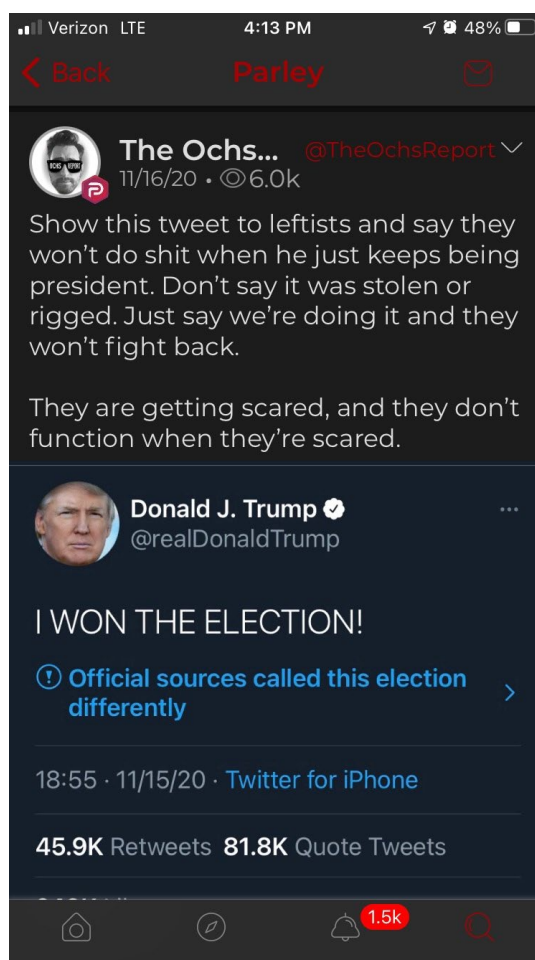 Verizon LTE 4:13 PM 48%
Back Parley
The Ochs... @TheOchsReport
11/16/20 • 6.0k
Show this tweet to leftists and say they
won't do shit when he just keeps being
president. Don't say it was stolen or
rigged. Just say we're doing it and they
won't fight back.
They are getting scared, and they don't
function when they're scared.
Donald J. Trump
@realDonaldTrump
I WON THE ELECTION!
Official sources called this election
differently
18:55 · 11/15/20 · Twitter for iPhone
45.9K Retweets 81.8K Quote Tweets
1.5k